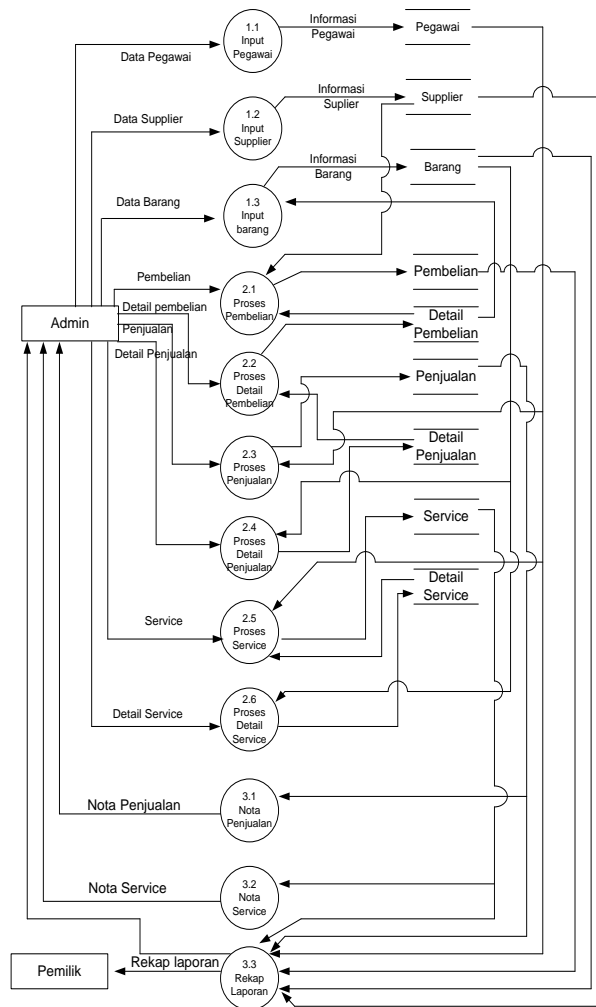 1.1
Input
Pegawai
Informasi
Pegawai
Pegawai
Data Pegawai
1.2
Input
Supplier
Informasi
Suplier
Supplier
Data Supplier
1.3
Input
barang
Informasi
Barang
Barang
Data Barang
Pembelian
2.1
Proses
Pembelian
Pembelian
Admin
Detail pembelian
Penjualan
Detail Penjualan
Detail
Pembelian
2.2
Proses
Detail
Pembelian
Penjualan
2.3
Proses
Penjualan
Detail
Penjualan
2.4
Proses
Detail
Penjualan
Service
Detail
Service
Service
2.5
Proses
Service
Detail Service
2.6
Proses
Detail
Service
Nota Penjualan
3.1
Nota
Penjualan
Nota Service
3.2
Nota
Service
Pemilik
Rekap laporan
3.3
Rekap
Laporan